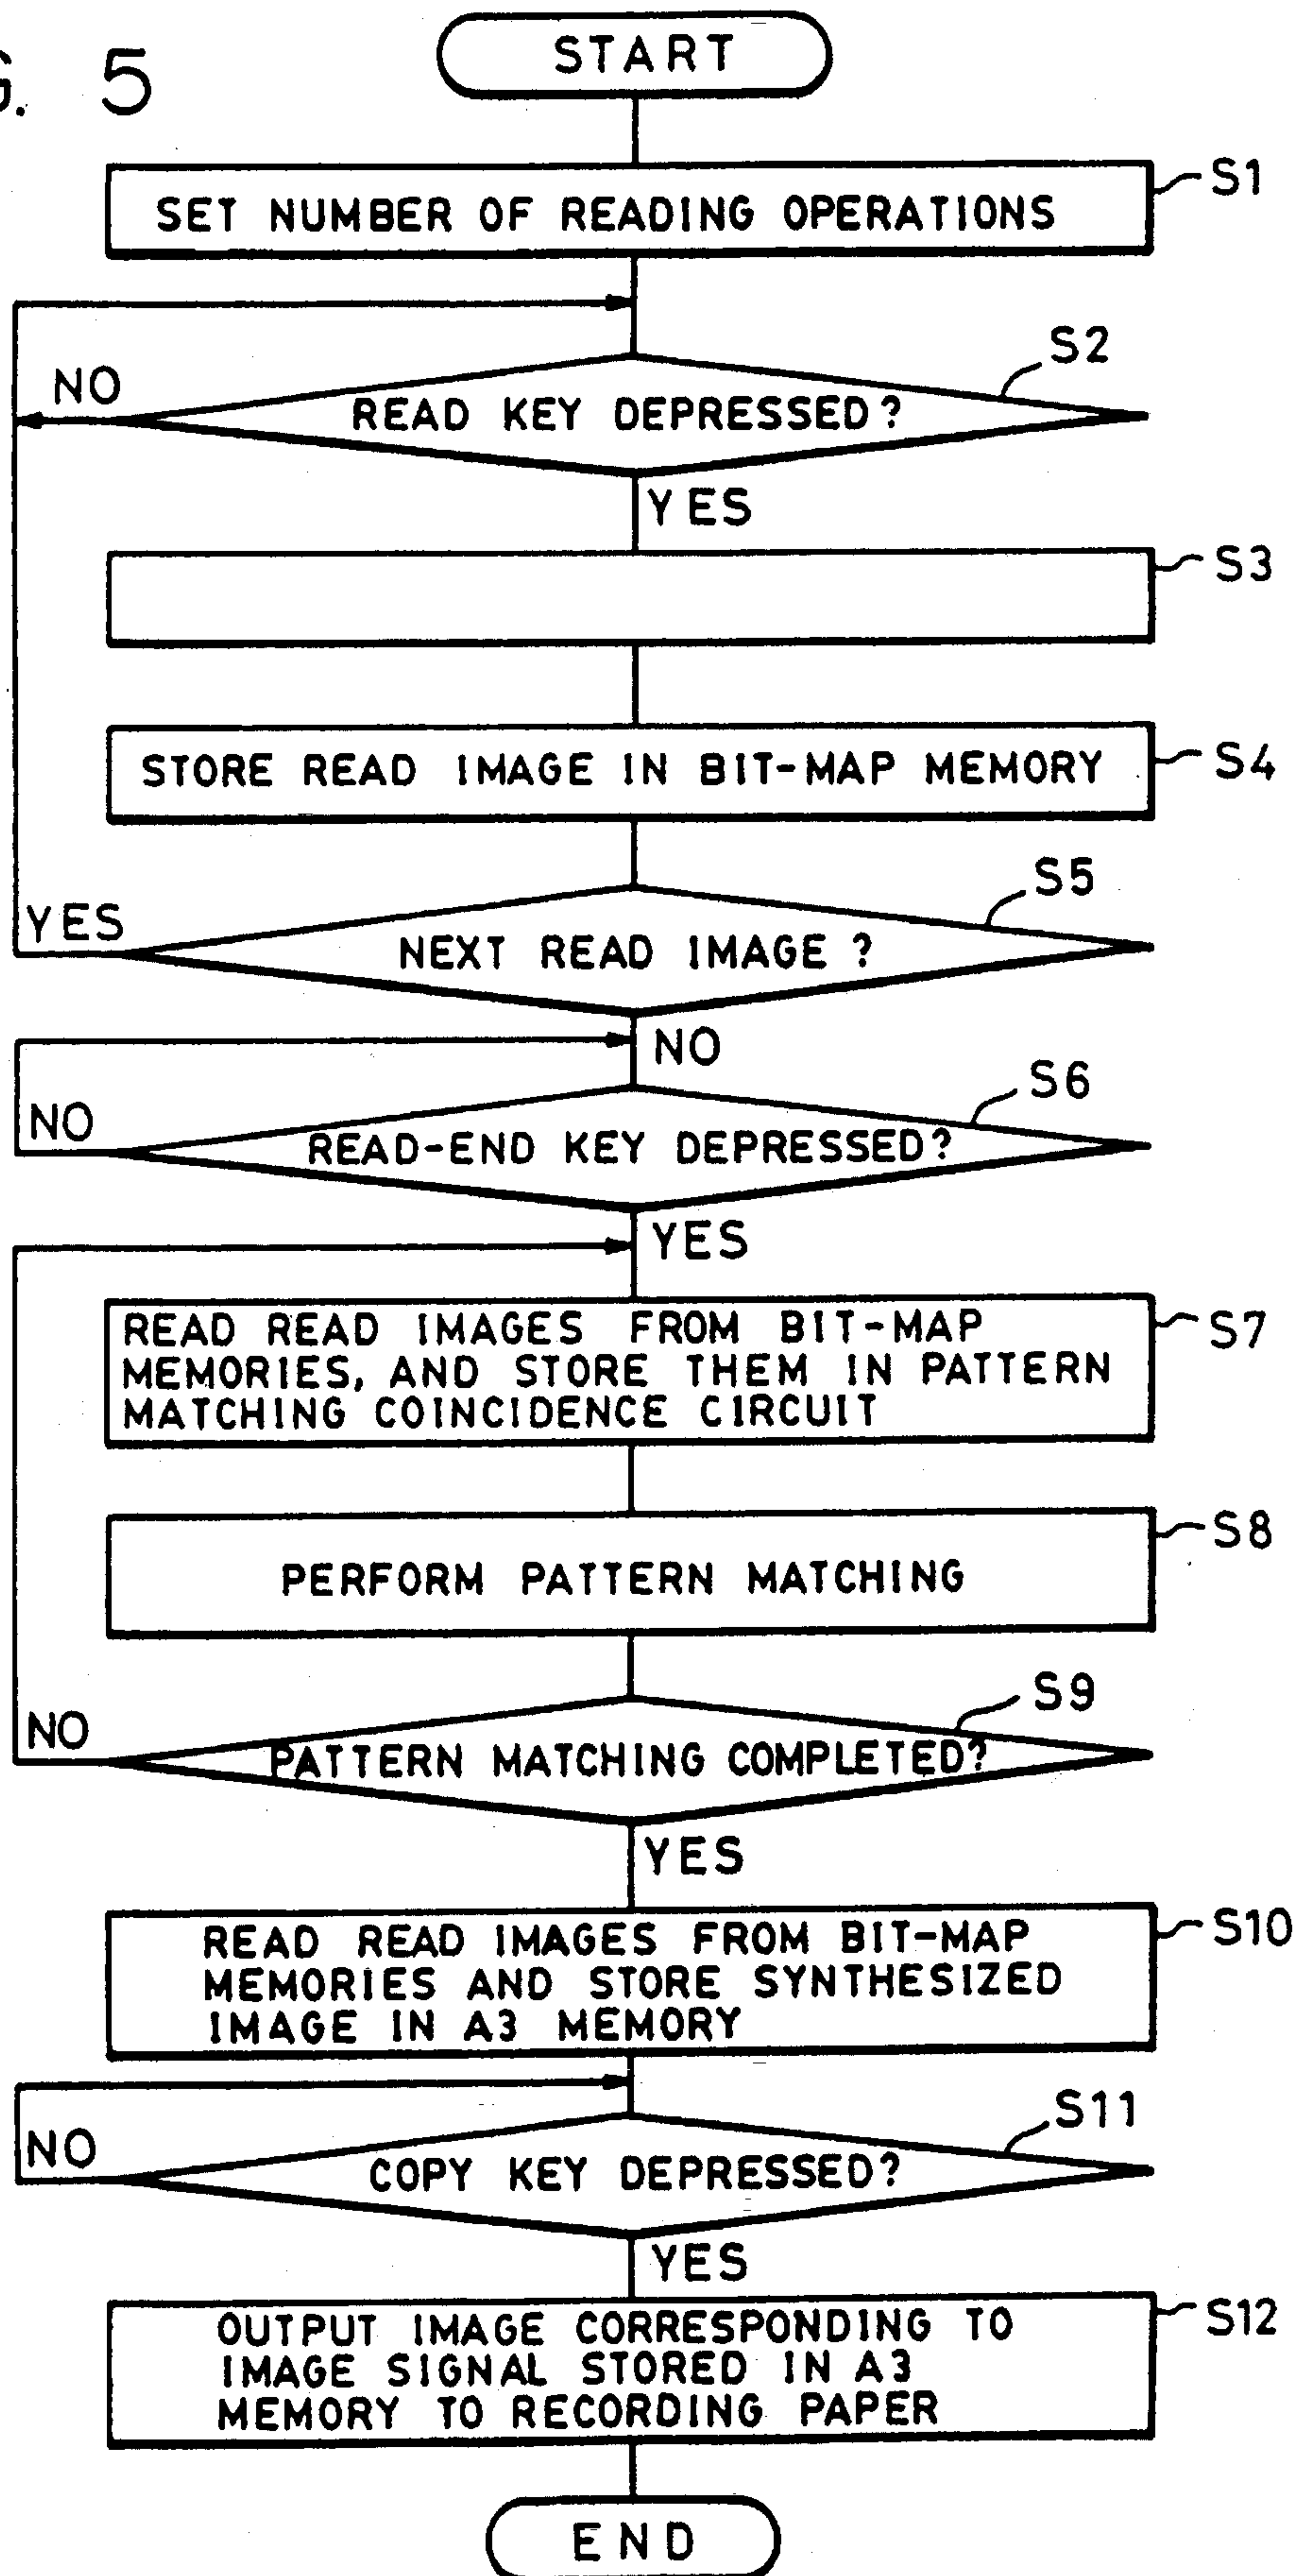 G. 5
START
SET NUMBER OF READING OPERATIONS
S1
S2
NO
READ KEY DEPRESSED?
YES
S3
STORE READ IMAGE IN BIT-MAP MEMORY
S4
S5
YES
NEXT READ IMAGE ?
NO
S6
NO
READ-END KEY DEPRESSED?
YES
READ READ IMAGES FROM BIT-MAP
MEMORIES, AND STORE THEM IN PATTERN
MATCHING COINCIDENCE CIRCUIT
S7
PERFORM PATTERN MATCHING
S8
S9
NO
PATTERN MATCHING COMPLETED?
YES
READ READ IMAGES FROM BIT-MAP
MEMORIES AND STORE SYNTHESIZED
IMAGE IN A3 MEMORY
S10
S11
NO
COPY KEY DEPRESSED?
YES
OUTPUT IMAGE CORRESPONDING TO
IMAGE SIGNAL STORED IN A3
MEMORY TO RECORDING PAPER
S12
END